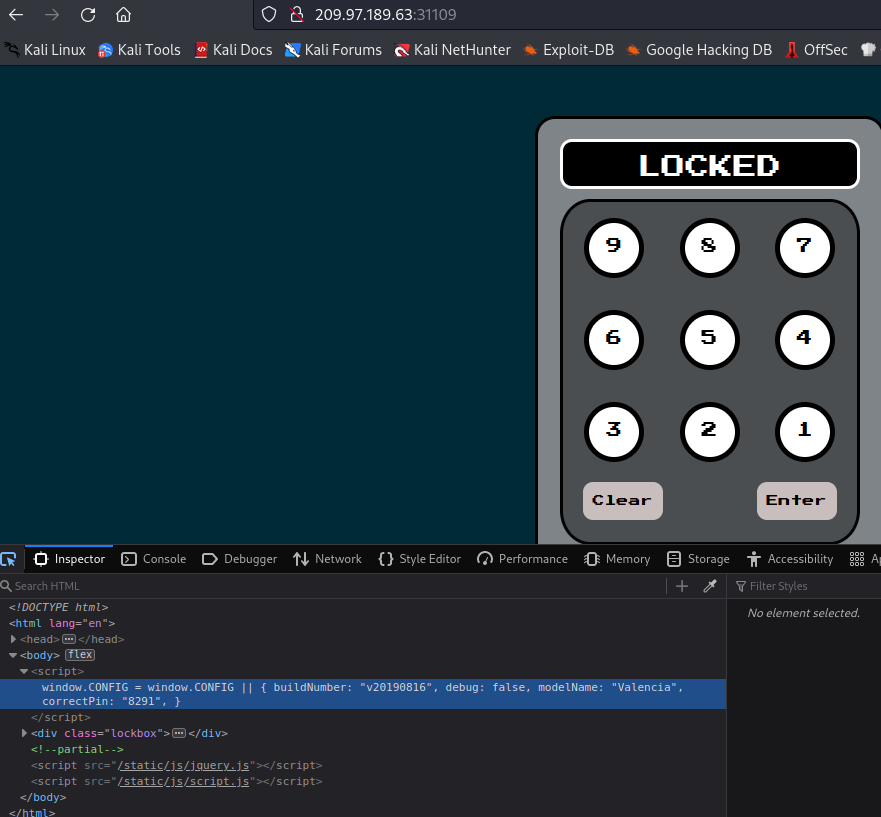 209.97.189.63:31109
Kali Linux Kali Tools Kali Docs Kali Forums Kali NetHunter Exploit-DB Google Hacking DB OffSec
LOCKED
9 8 7
6 5 4
3 2 1
Clear Enter
Inspector Console Debugger Network Style Editor Performance Memory Storage Accessibility Ap
Search HTML Filter Styles
<!DOCTYPE html> No element selected.
<html lang="en">
<head> </head>
<body> flex
<script>
window.CONFIG = window.CONFIG || { buildNumber: "v20190816", debug: false, modelName: "Valencia",
correctPin: "8291", }
</script>
<div class="lockbox"> </div>
<!--partial-->
<script src="/static/js/jquery.js"></script>
<script src="/static/js/script.js"></script>
</body>
</html>